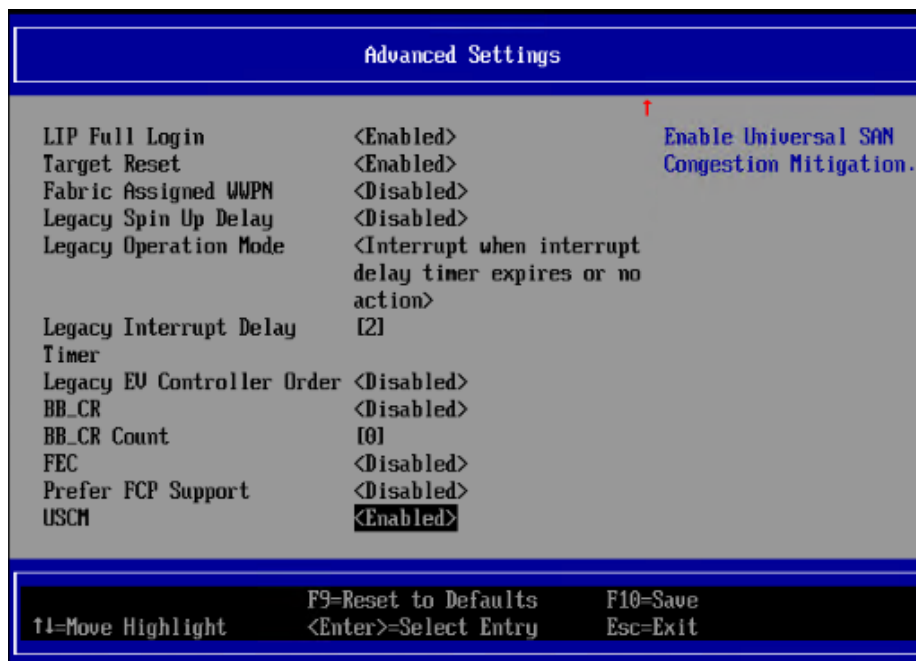 Advanced Settings
↑
LIP Full Login <Enabled> Enable Universal SAN
Target Reset <Enabled> Congestion Mitigation.
Fabric Assigned WWPN <Disabled>
Legacy Spin Up Delay <Disabled>
Legacy Operation Mode <Interrupt when interrupt
delay timer expires or no
action>
Legacy Interrupt Delay [2]
Timer
Legacy EV Controller Order <Disabled>
BB_CR <Disabled>
BB_CR Count [0]
FEC <Disabled>
Prefer FCP Support <Disabled>
USCM <Enabled>
F9=Reset to Defaults F10=Save
↑↓=Move Highlight <Enter>=Select Entry Esc=Exit